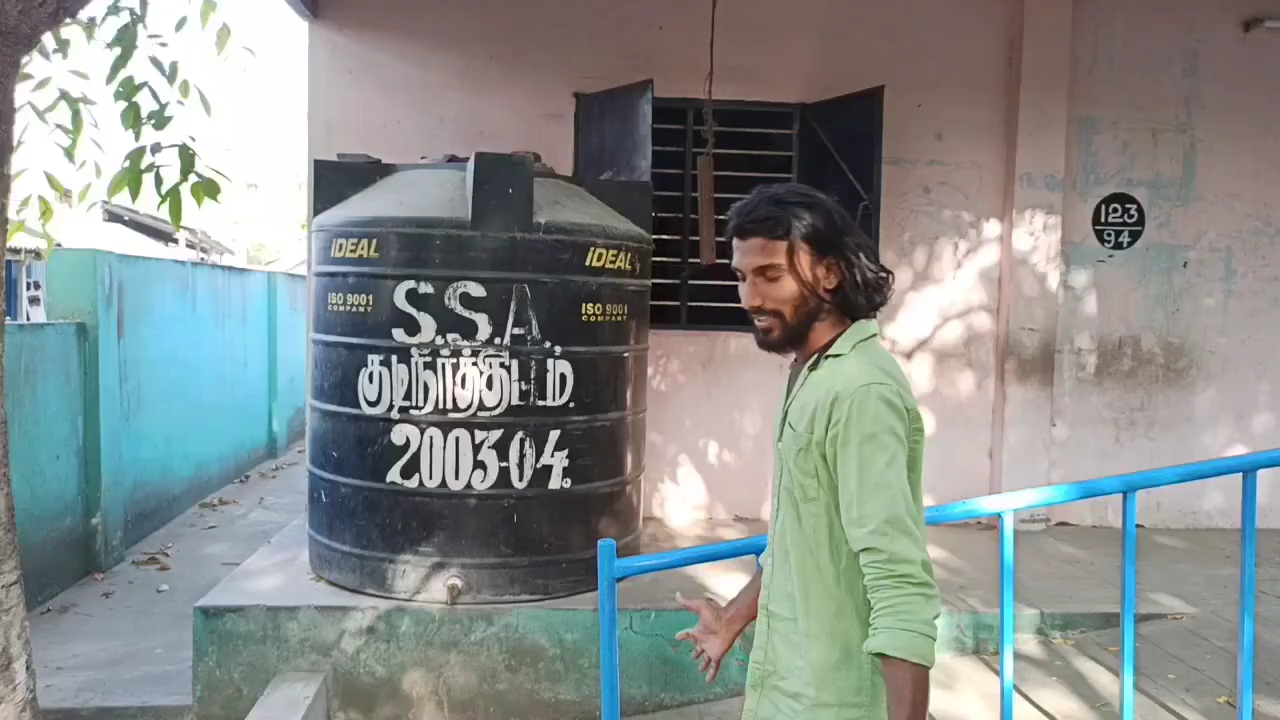 IDEAL
IDEAL
ISO 9001
COMPANY
ISO 9001
COMPANY
S.S.A.
குடிநீர்த்திட்டம்.
2003-04.
123
94